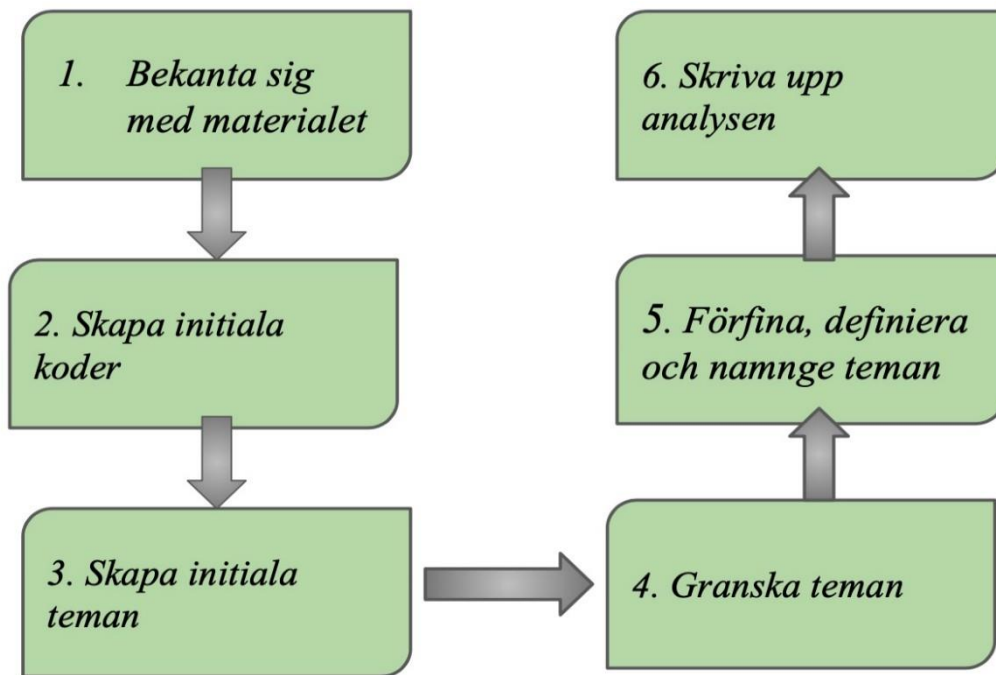 1. Bekanta sig
med materialet
2. Skapa initiala
koder
3. Skapa initiala
teman
4. Granska teman
5. Förfina, definiera
och namnge teman
6. Skriva upp
analysen